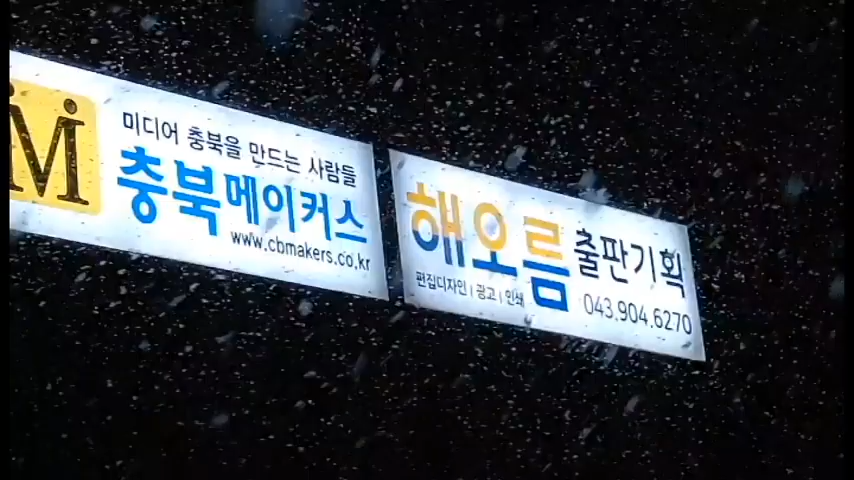 M
미디어 충북을 만드는 사람들
충북메이커스
www.cbmakers.co.kr
해오름 출판기획
편집디자인 | 광고 | 인쇄
043.904.6270